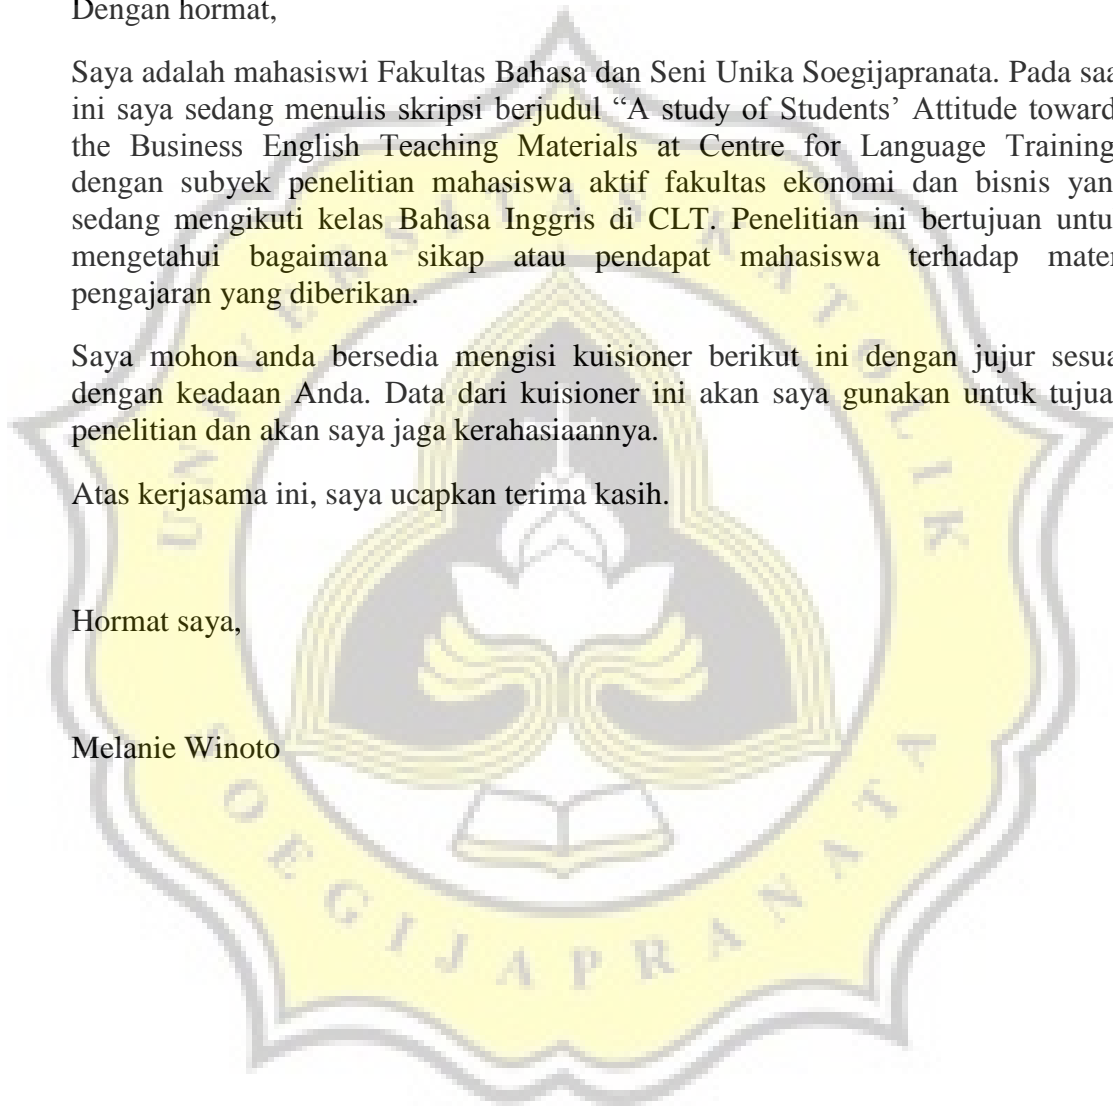 Dengan hormat,
Saya adalah mahasiswi Fakultas Bahasa dan Seni Unika Soegijapranata. Pada saa
ini saya sedang menulis skripsi berjudul “A study of Students’ Attitude toward
the Business English Teaching Materials at Centre for Language Training
dengan subyek penelitian mahasiswa aktif fakultas ekonomi dan bisnis yan
sedang mengikuti kelas Bahasa Inggris di CLT. Penelitian ini bertujuan untu
mengetahui bagaimana sikap atau pendapat mahasiswa terhadap mater
pengajaran yang diberikan.
Saya mohon anda bersedia mengisi kuisioner berikut ini dengan jujur sesua
dengan keadaan Anda. Data dari kuisioner ini akan saya gunakan untuk tujua
penelitian dan akan saya jaga kerahasiaannya.
Atas kerjasama ini, saya ucapkan terima kasih.
Hormat saya,
Melanie Winoto
UNIVERSITAS KATOLIK
SOEGIJAPRANATA